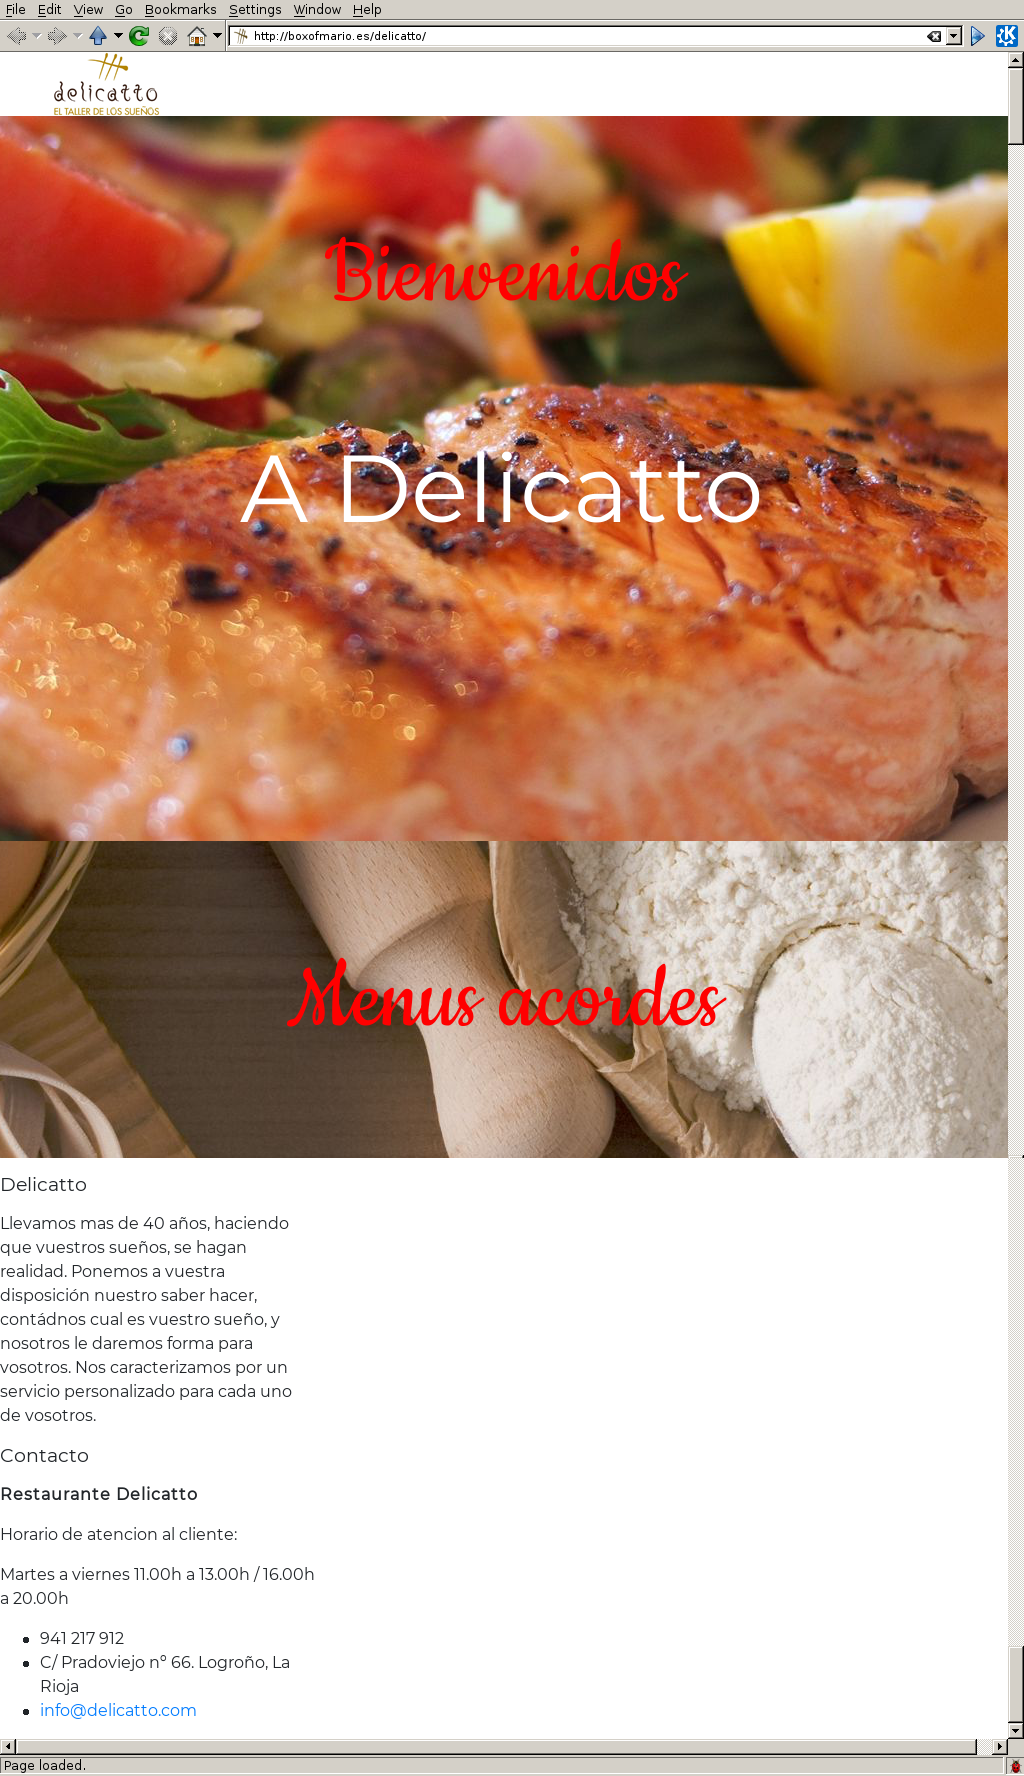 File Edit View Go Bookmarks Settings Window Help
http://boxofmario.es/delicatto/
delicatto
EL TALLER DE LOS SUEÑOS
Bienvenidos
A Delicatto
Menus acordes
Delicatto
Llevamos mas de 40 años, haciendo
que vuestros sueños, se hagan
realidad. Ponemos a vuestra
disposición nuestro saber hacer,
contádnos cual es vuestro sueño, y
nosotros le daremos forma para
vosotros. Nos caracterizamos por un
servicio personalizado para cada uno
de vosotros.
Contacto
Restaurante Delicatto
Horario de atencion al cliente:
Martes a viernes 11.00h a 13.00h / 16.00h
a 20.00h
941 217 912
C/ Pradoviejo nº 66. Logroño, La
Rioja
info@delicatto.com
Page loaded.